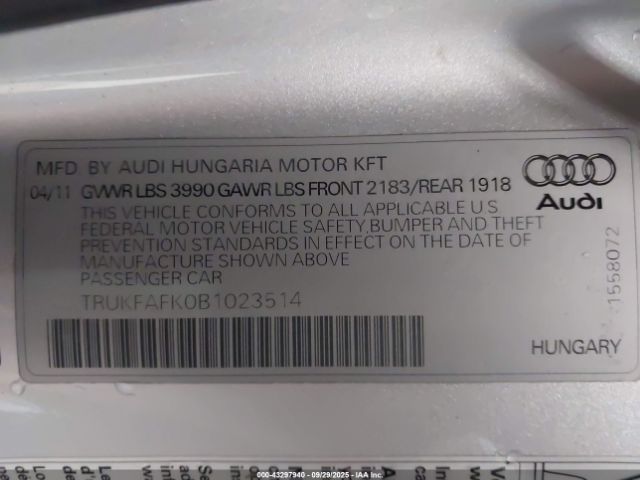 MFD. BY AUDI HUNGARIA MOTOR KFT
04/11 GVWR LBS 3990 GAWR LBS FRONT 2183/REAR 1918
THIS VEHICLE CONFORMS TO ALL APPLICABLE U S
FEDERAL MOTOR VEHICLE SAFETY, BUMPER AND THEFT
PREVENTION STANDARDS IN EFFECT ON THE DATE OF
MANUFACTURE SHOWN ABOVE
PASSENGER CAR
TRUKFAFK0B1023514
Audi
1558072
HUNGARY
000-43297940 - 09/29/2025 - IAA Inc.